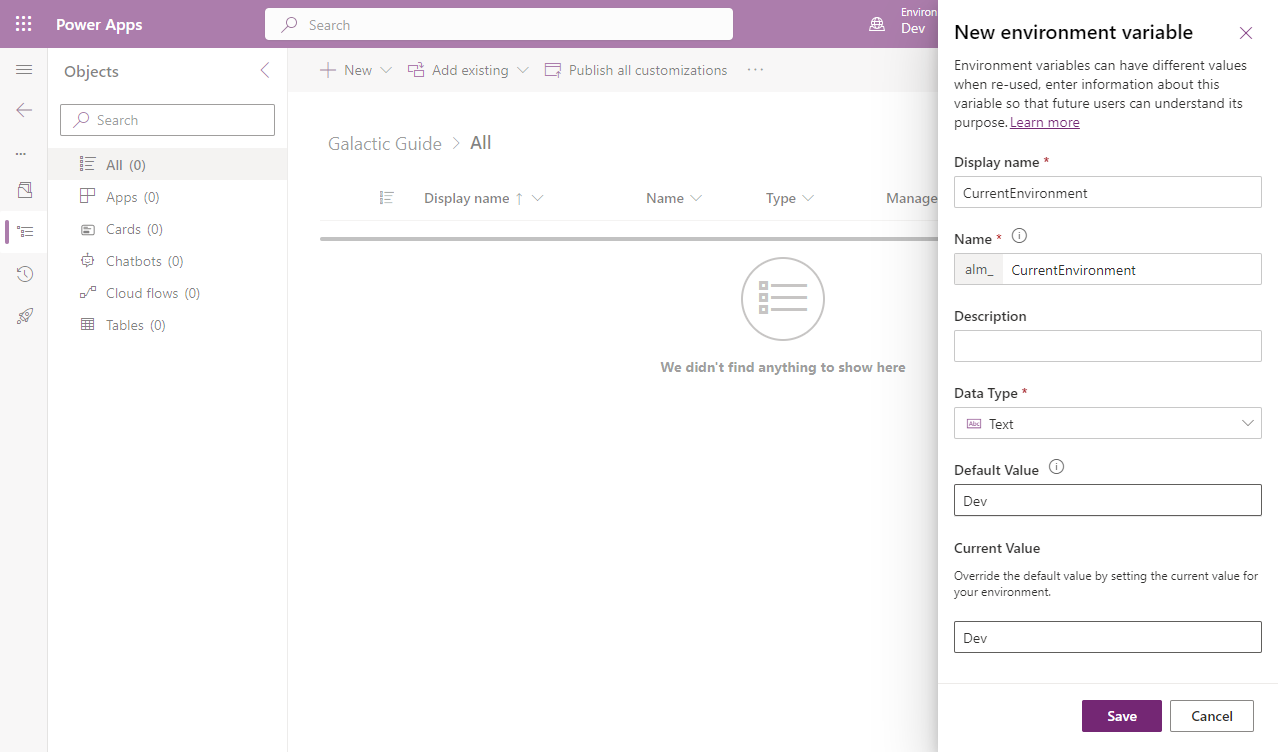 Power Apps
Search
Environ
Dev
Objects
Search
All (0)
Apps (0)
Cards (0)
Chatbots (0)
Cloud flows (0)
Tables (0)
New
Add existing
Publish all customizations
Galactic Guide > All
Display name ↑
Name
Type
Manage
We didn't find anything to show here
New environment variable
Environment variables can have different values
when re-used, enter information about this
variable so that future users can understand its
purpose. Learn more
Display name *
CurrentEnvironment
Name *
alm_ CurrentEnvironment
Description
Data Type *
Abc Text
Default Value
Dev
Current Value
Override the default value by setting the current value for
your environment.
Dev
Save Cancel